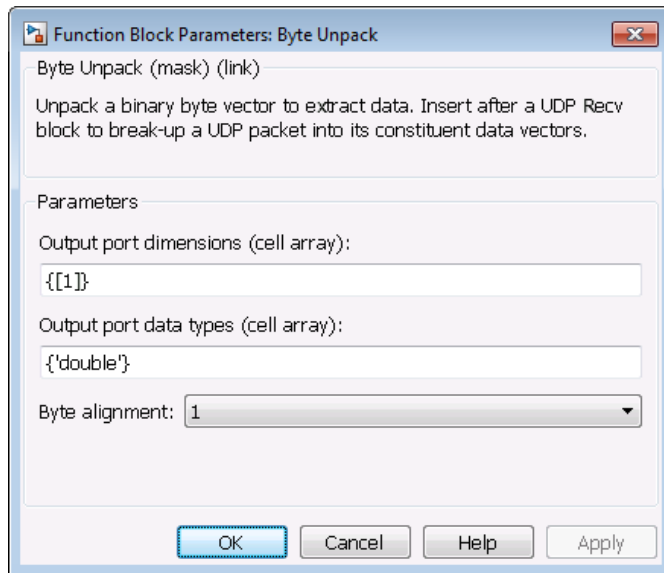 Function Block Parameters: Byte Unpack
Byte Unpack (mask) (link)
Unpack a binary byte vector to extract data. Insert after a UDP Recv
block to break-up a UDP packet into its constituent data vectors.
Parameters
Output port dimensions (cell array):
{[1]}
Output port data types (cell array):
{'double'}
Byte alignment: 1
OK Cancel Help Apply